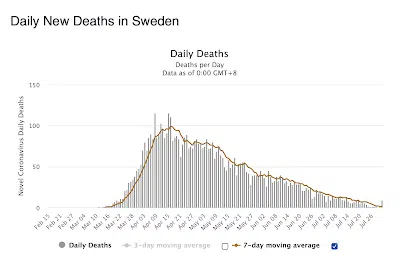 Daily New Deaths in Sweden
Daily Deaths
Deaths per Day
Data as of 0:00 GMT+8
Novel Coronavirus Daily Deaths
150
100
50
0
Feb 15 Feb 21 Feb 27 Mar 04 Mar 10 Mar 16 Mar 22 Mar 28 Apr 03 Apr 09 Apr 15 Apr 21 Apr 27 May 03 May 09 May 15 May 21 May 27 Jun 02 Jun 08 Jun 14 Jun 20 Jun 26 Jul 02 Jul 08 Jul 14 Jul 20 Jul 26
Daily Deaths 3-day moving average 7-day moving average